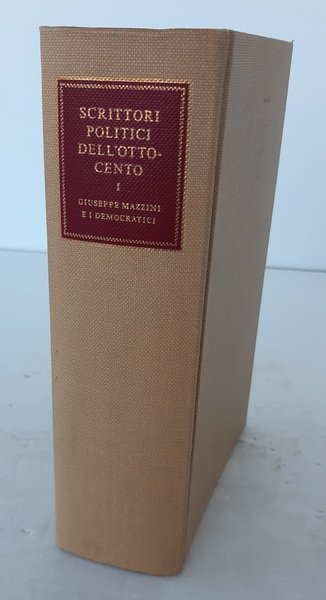 SCRITTORI
POLITICI
DELL'OTTO-
CENTO
I
GIUSEPPE MAZZINI
E I DEMOCRATICI